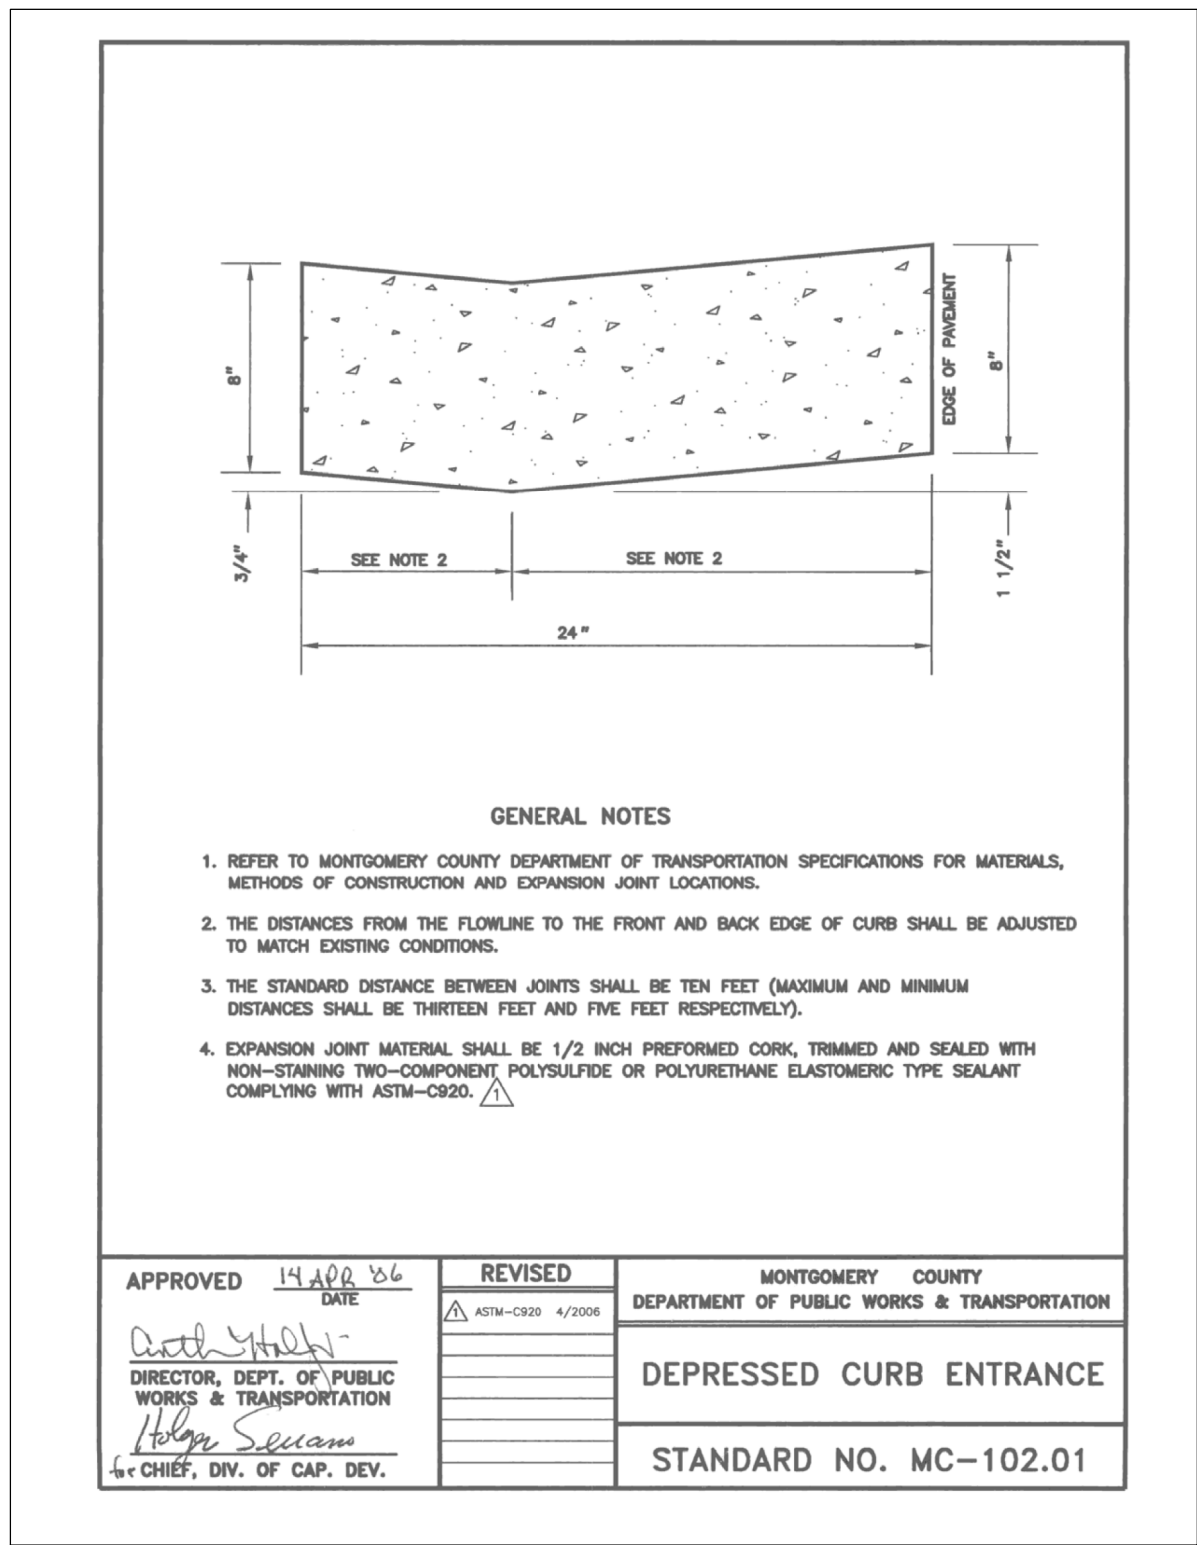 8"
EDGE OF PAVEMENT
8"
3/4"
SEE NOTE 2
SEE NOTE 2
1 1/2"
24"
GENERAL NOTES
1. REFER TO MONTGOMERY COUNTY DEPARTMENT OF TRANSPORTATION SPECIFICATIONS FOR MATERIALS,
METHODS OF CONSTRUCTION AND EXPANSION JOINT LOCATIONS.
2. THE DISTANCES FROM THE FLOWLINE TO THE FRONT AND BACK EDGE OF CURB SHALL BE ADJUSTED
TO MATCH EXISTING CONDITIONS.
3. THE STANDARD DISTANCE BETWEEN JOINTS SHALL BE TEN FEET (MAXIMUM AND MINIMUM
DISTANCES SHALL BE THIRTEEN FEET AND FIVE FEET RESPECTIVELY).
4. EXPANSION JOINT MATERIAL SHALL BE 1/2 INCH PREFORMED CORK, TRIMMED AND SEALED WITH
NON-STAINING TWO-COMPONENT POLYSULFIDE OR POLYURETHANE ELASTOMERIC TYPE SEALANT
COMPLYING WITH ASTM-C920. 1
APPROVED 14 APR '06
DATE
DIRECTOR, DEPT. OF PUBLIC
WORKS & TRANSPORTATION
for CHIEF, DIV. OF CAP. DEV.
REVISED
1 ASTM-C920 4/2006
MONTGOMERY COUNTY
DEPARTMENT OF PUBLIC WORKS & TRANSPORTATION
DEPRESSED CURB ENTRANCE
STANDARD NO. MC-102.01